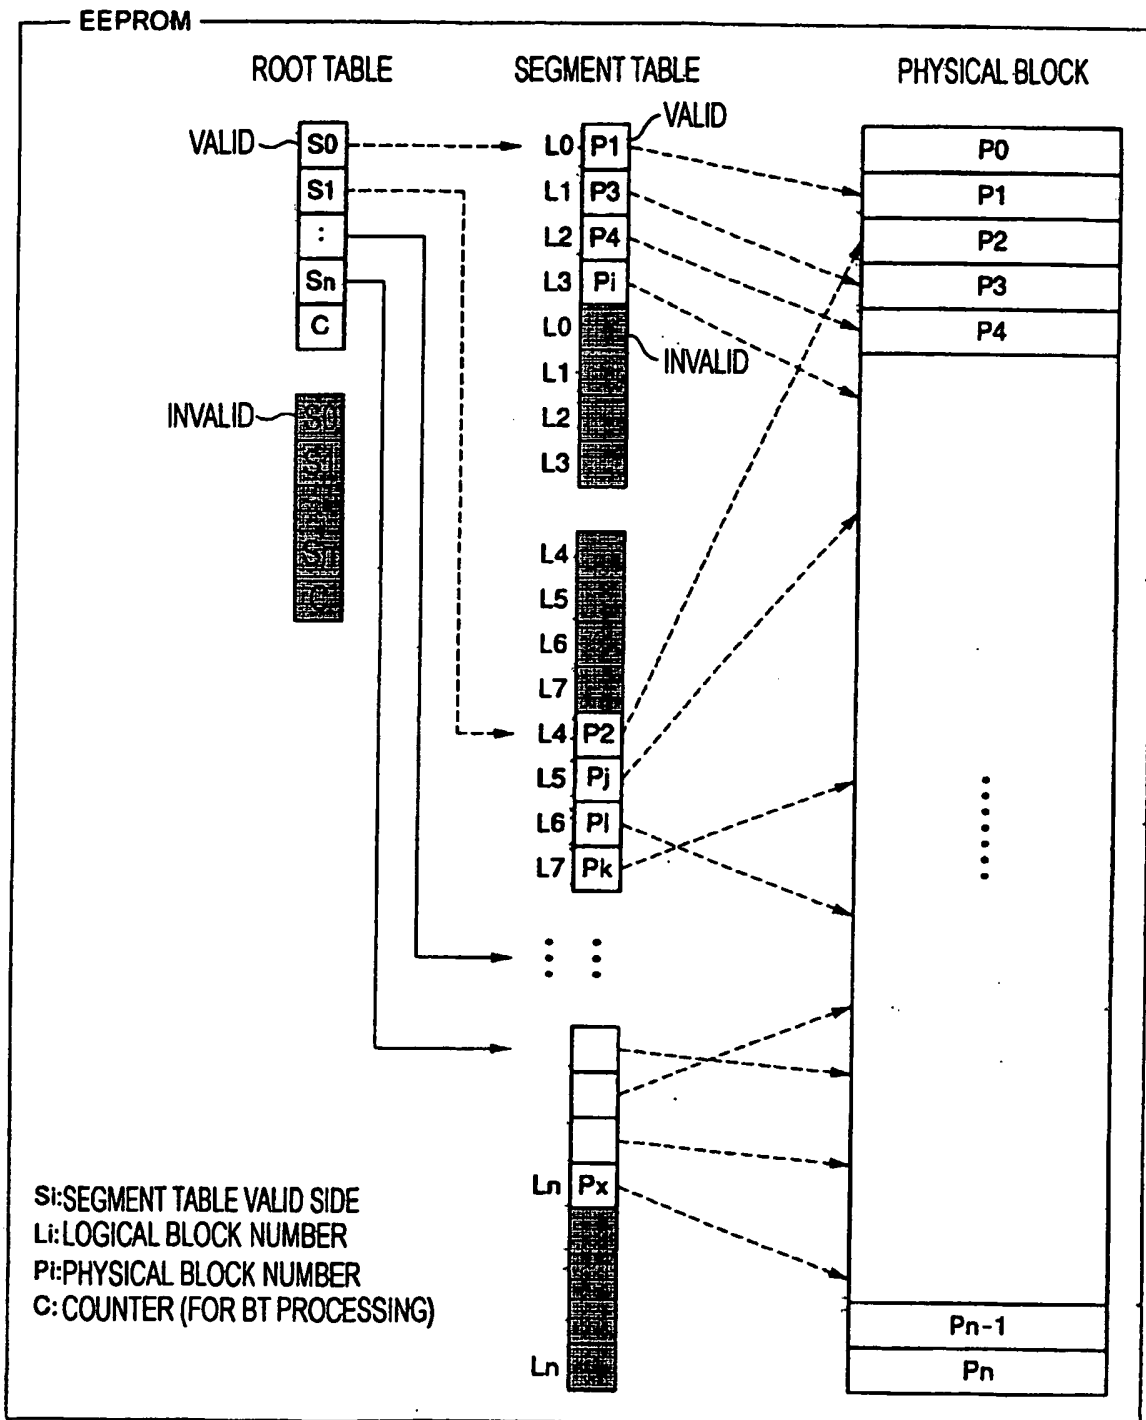 EEPROM
ROOT TABLE
SEGMENT TABLE
PHYSICAL BLOCK
VALID
S0
S1
:
Sn
C
INVALID
S0
S1
Sn
C
VALID
L0 P1
L1 P3
L2 P4
L3 Pi
L0
L1
L2
L3
INVALID
L4
L5
L6
L7
L4 P2
L5 Pj
L6 Pl
L7 Pk
Ln Px
Ln
P0
P1
P2
P3
P4
Pn-1
Pn
Si:SEGMENT TABLE VALID SIDE
Li:LOGICAL BLOCK NUMBER
Pi:PHYSICAL BLOCK NUMBER
C: COUNTER (FOR BT PROCESSING)